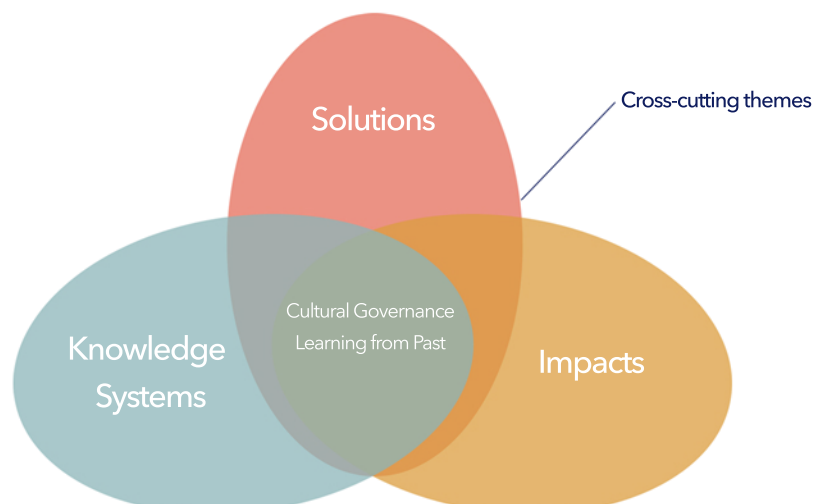 Solutions
Cross-cutting themes
Cultural Governance
Learning from Past
Knowledge
Systems
Impacts